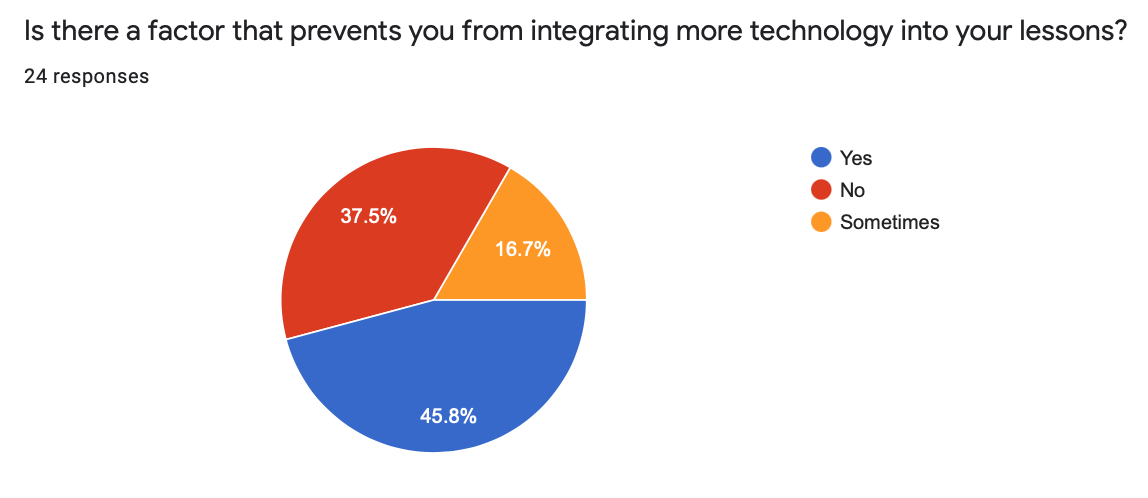 Is there a factor that prevents you from integrating more technology into your lessons?
24 responses
Yes
No
Sometimes
37.5%
16.7%
45.8%